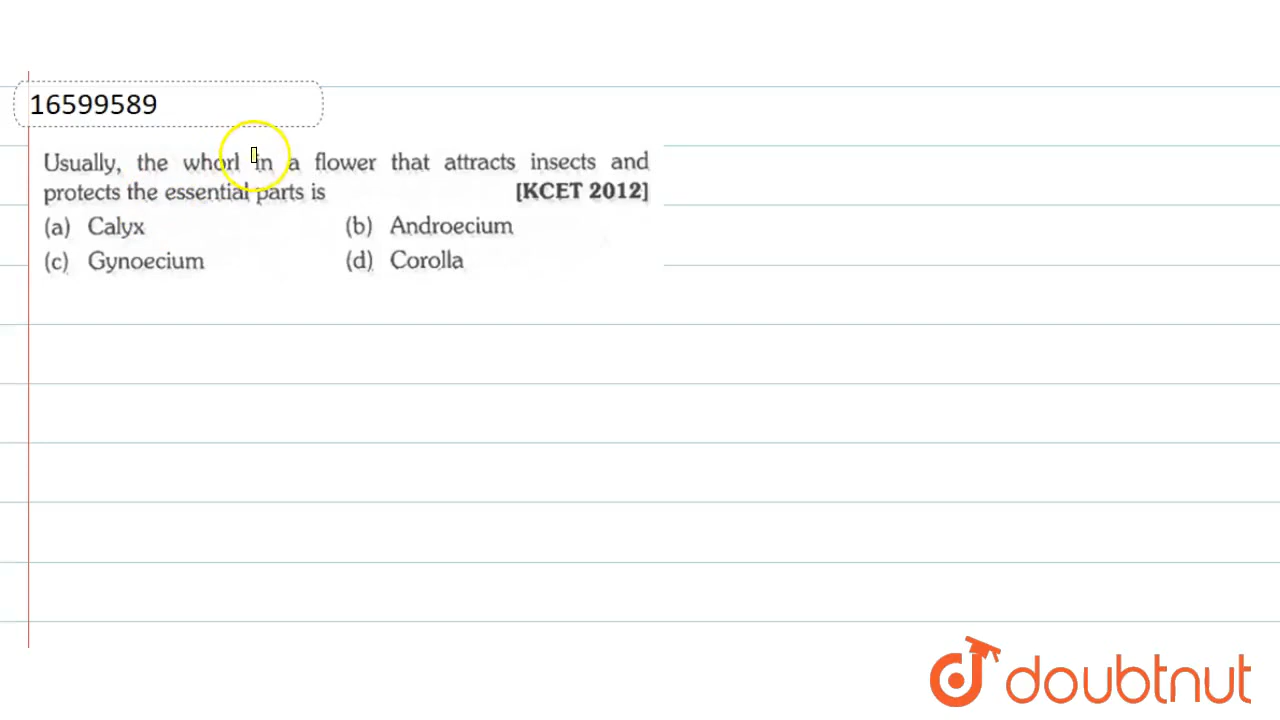 16599589
Usually, the whorl in a flower that attracts insects and
protects the essential parts is [KCET 2012]
(a) Calyx (b) Androecium
(c) Gynoecium (d) Corolla
doubtnut